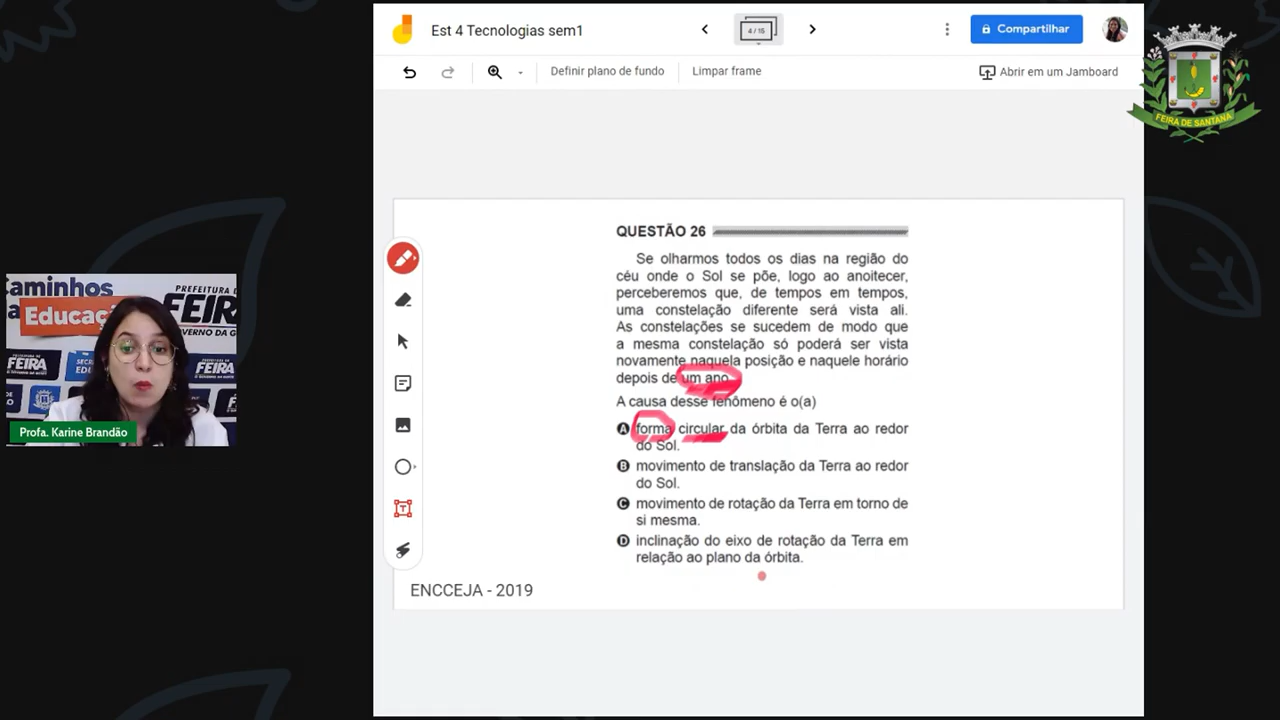 Est 4 Tecnologias sem1
4 / 15
Compartilhar
Definir plano de fundo
Limpar frame
Abrir em um Jamboard
FEIRA DE SANTANA
QUESTÃO 26
Se olharmos todos os dias na região do
céu onde o Sol se põe, logo ao anoitecer,
perceberemos que, de tempos em tempos,
uma constelação diferente será vista ali.
As constelações se sucedem de modo que
a mesma constelação só poderá ser vista
novamente naquela posição e naquele horário
depois de um ano.
A causa desse fenômeno é o(a)
A forma circular da órbita da Terra ao redor
do Sol.
B movimento de translação da Terra ao redor
do Sol.
C movimento de rotação da Terra em torno de
si mesma.
D inclinação do eixo de rotação da Terra em
relação ao plano da órbita.
ENCCEJA - 2019
T
aminhos
Educaç
PREFEITURA DE
FEIRA
OVERNO DA G
FEIRA
FEIRA
Profa. Karine Brandão